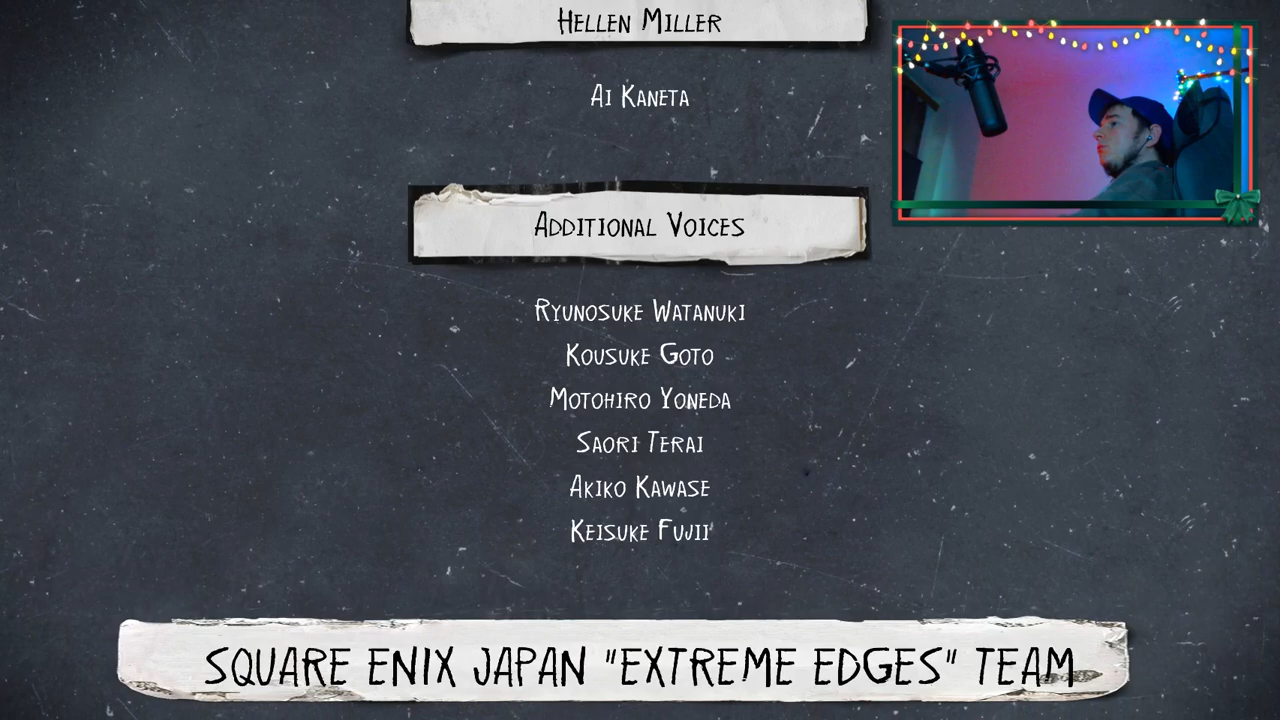 HELLEN MILLER
AI KANETA
ADDITIONAL VOICES
RYUNOSUKE WATANUKI
KOUSUKE GOTO
MOTOHIRO YONEDA
SAORI TERAI
AKIKO KAWASE
KEISUKE FUJII
SQUARE ENIX JAPAN "EXTREME EDGES" TEAM